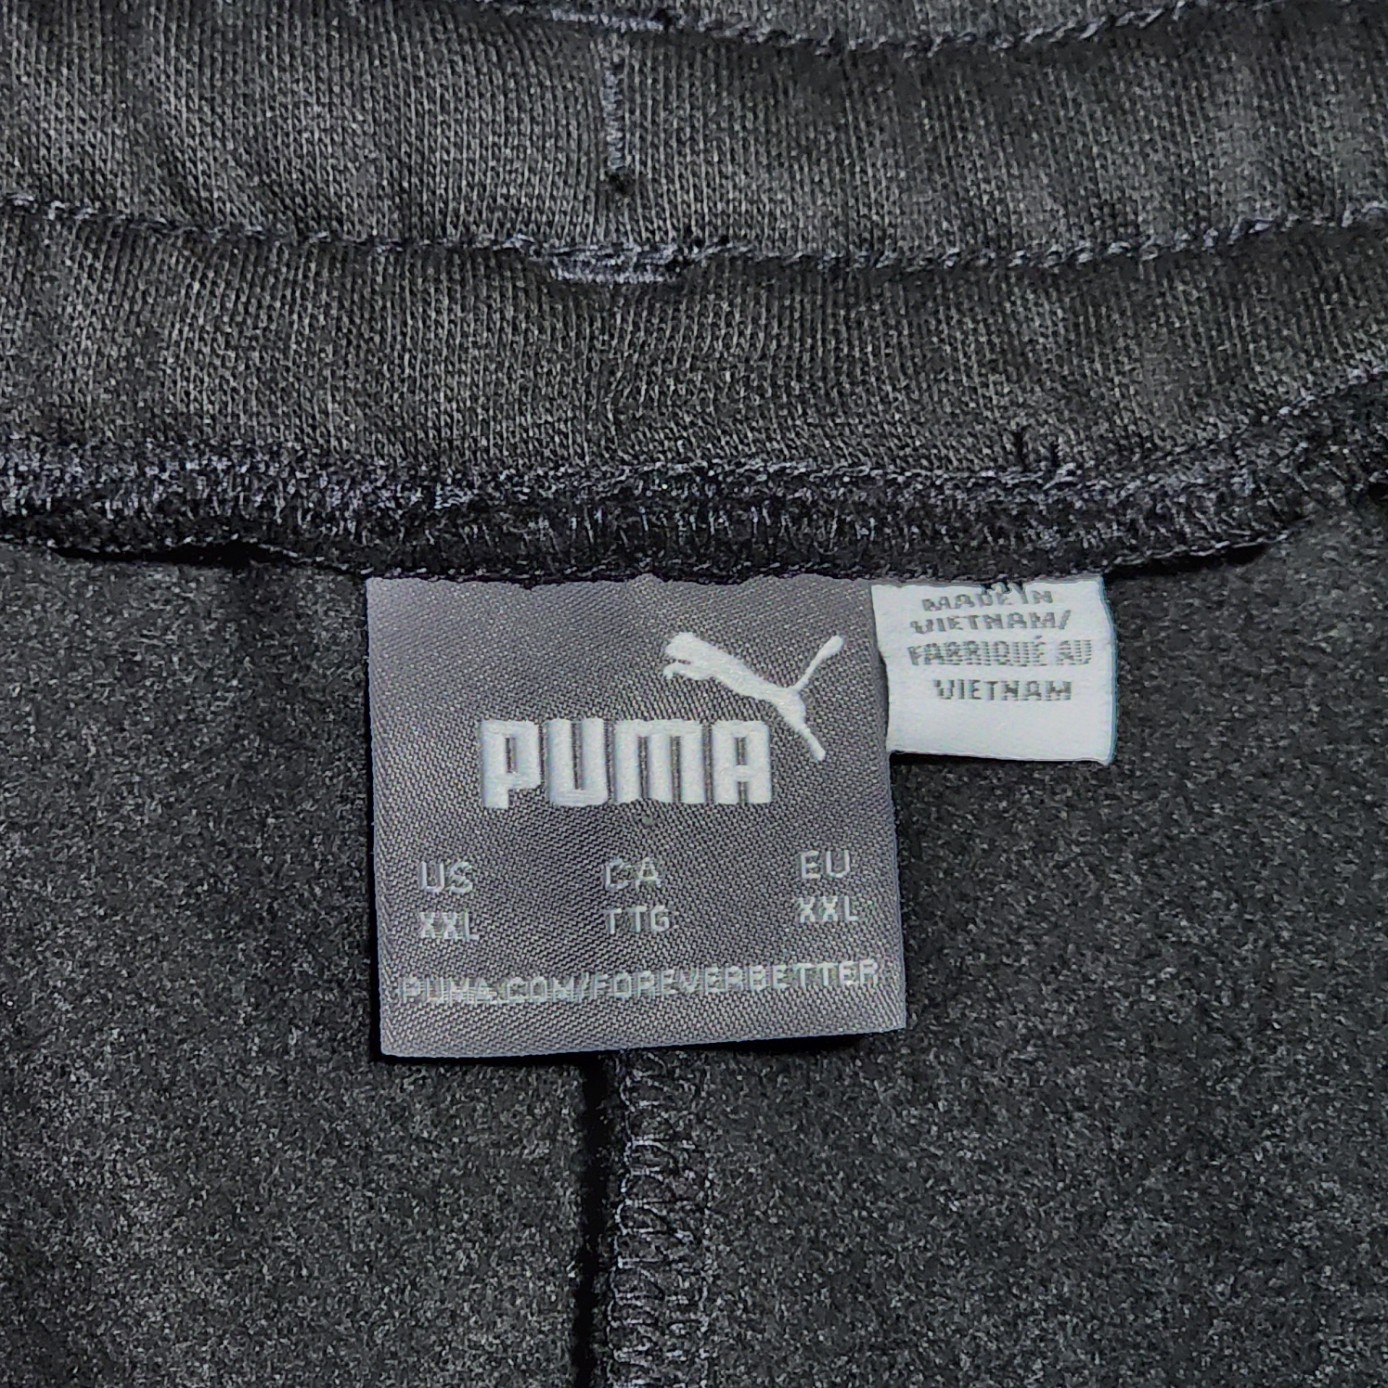 PUMA
US CA EU
XXL TTG XXL
PUMA.COM/FOREVERBETTER
MADE IN
VIETNAM/
FABRIQUÉ AU
VIETNAM